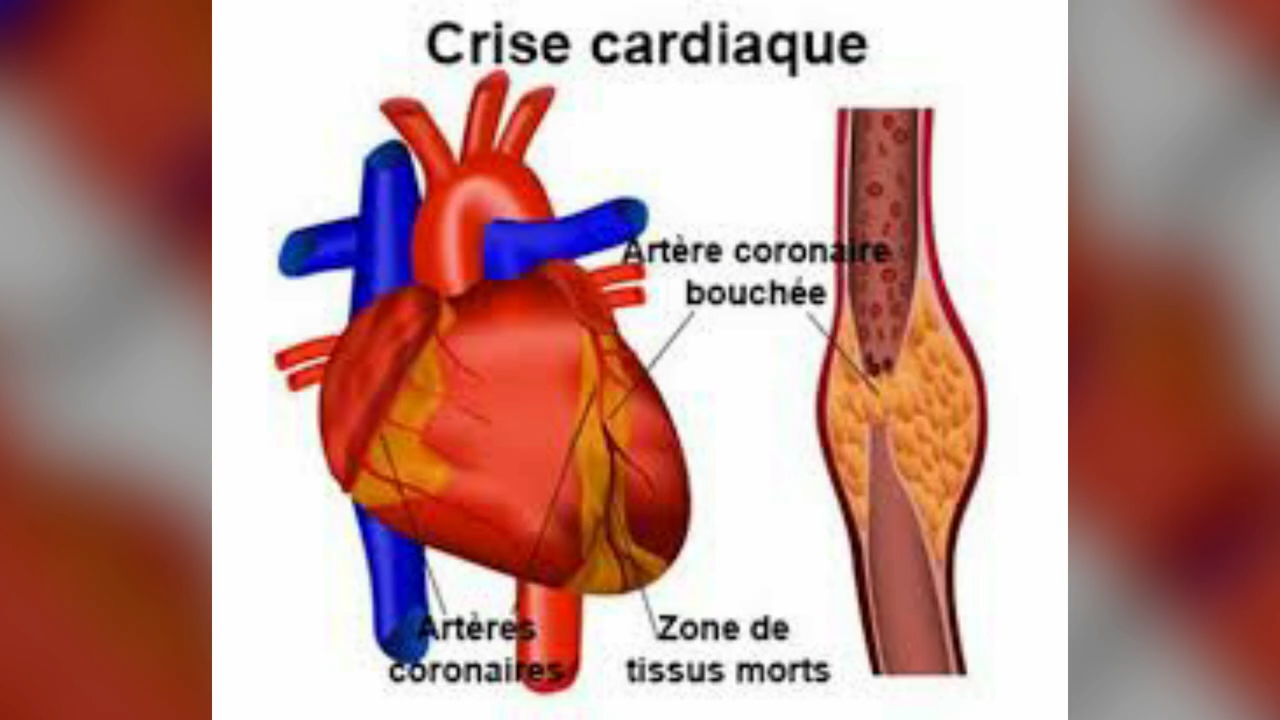 Crise cardiaque
Artère coronaire
bouchée
Artères
coronaires
Zone de
tissus morts